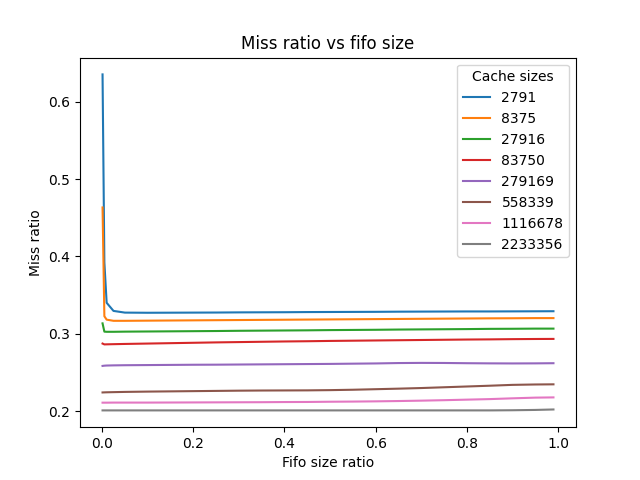 Miss ratio vs fifo size
Cache sizes
2791
8375
27916
83750
279169
558339
1116678
2233356
Miss ratio
0.6
0.5
0.4
0.3
0.2
0.0 0.2 0.4 0.6 0.8 1.0
Fifo size ratio